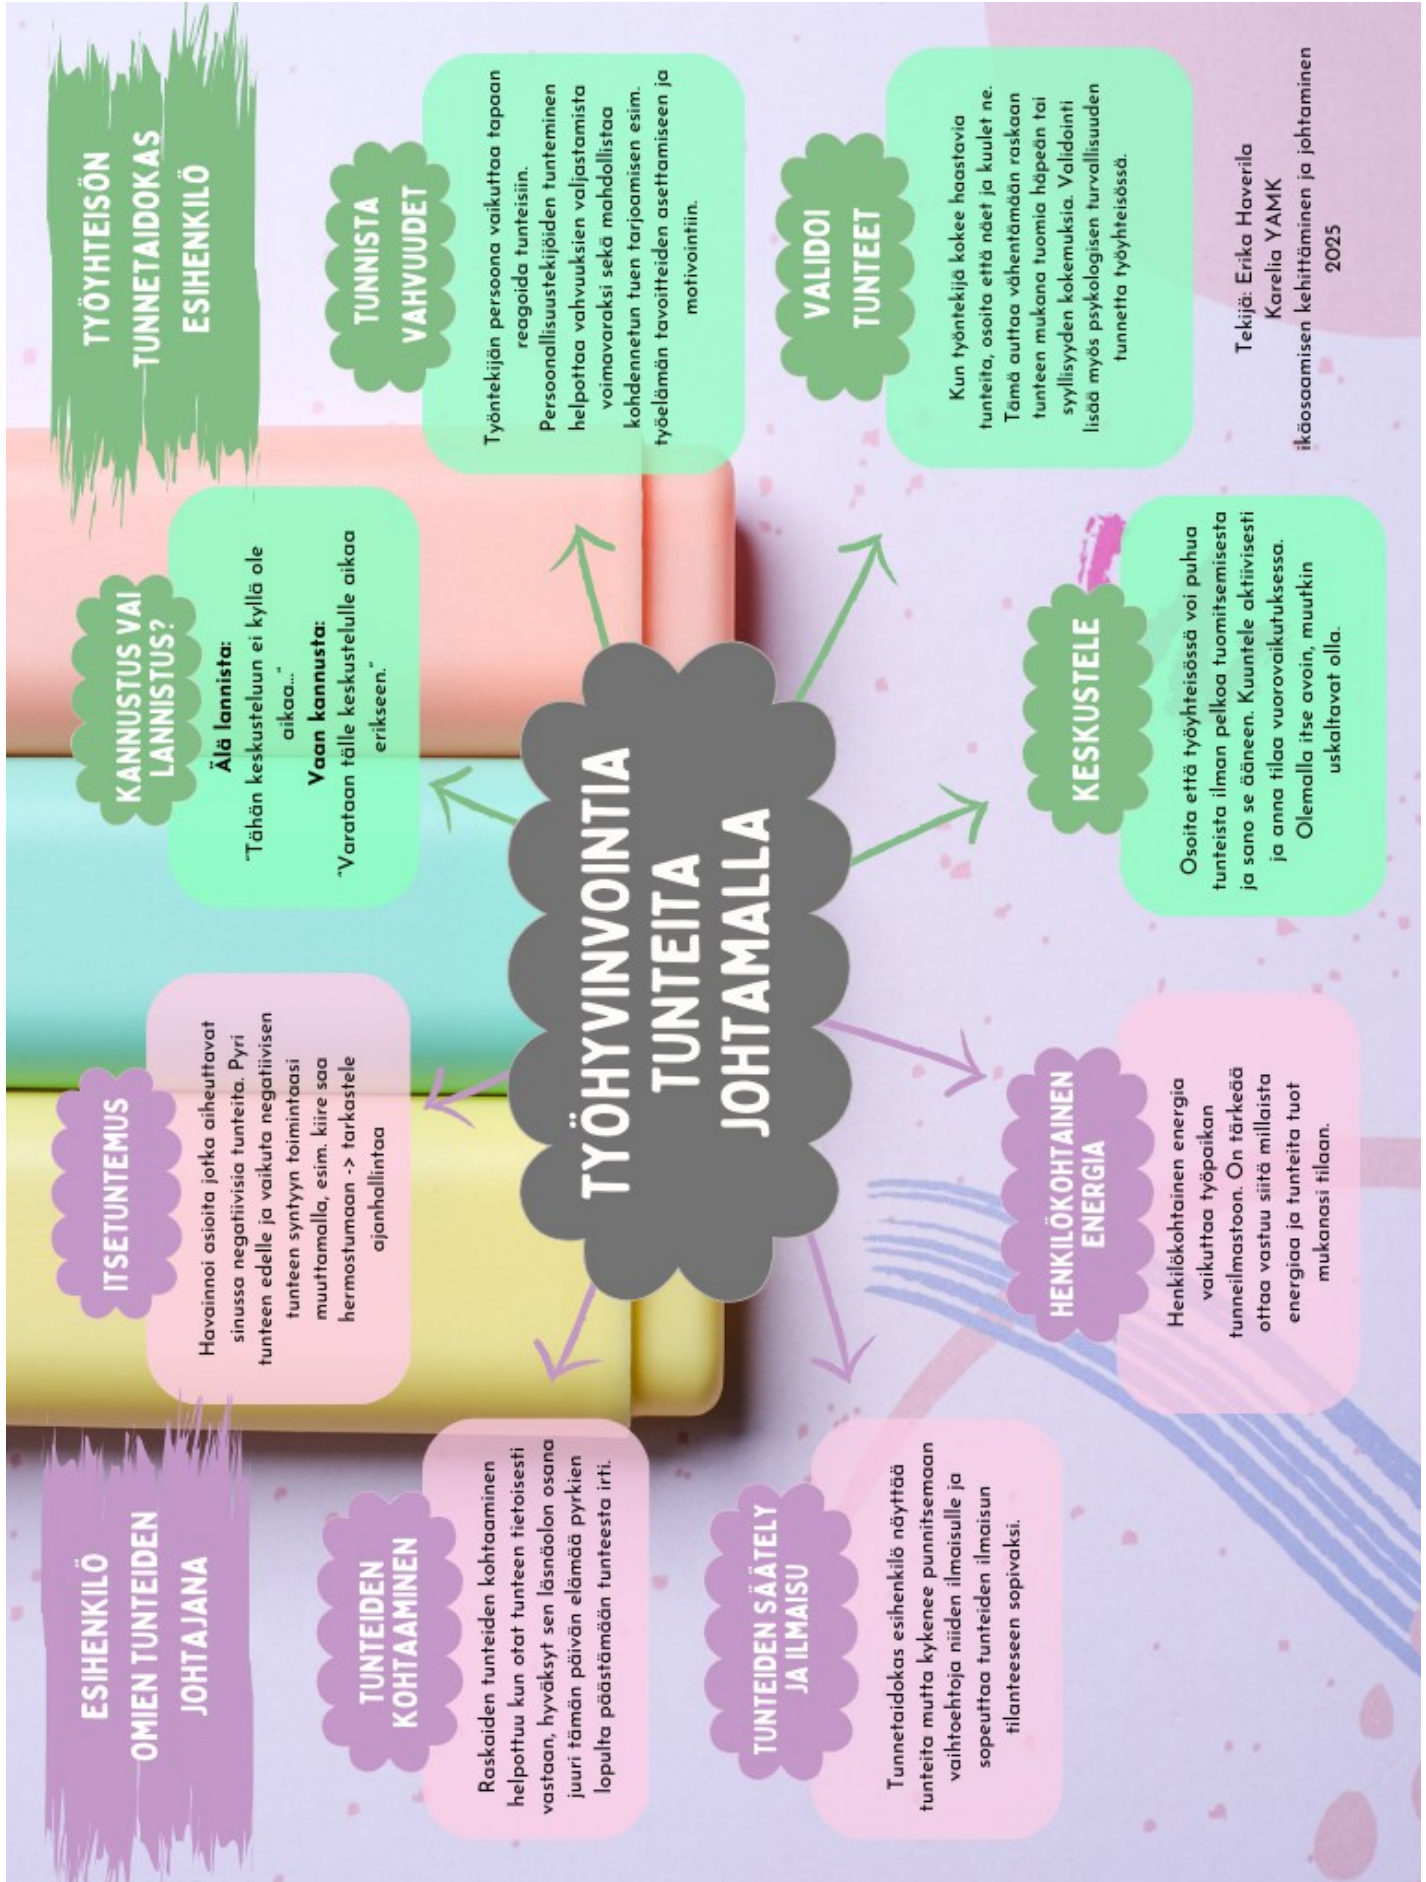 ESIHENKILÖ
OMIEN TUNTEIDEN
JOHTAJANA
TYÖYHTEISÖN
TUNNETAIDOKAS
ESIHENKILÖ
TYÖHYVINVOINTIA
TUNTEITA
JOHTAMALLA
ITSETUNTEMUS
Havainnoi asioita jotka aiheuttavat
sinussa negatiivisia tunteita. Pyri
tunteen edelle ja vaikuta negatiivisen
tunteen syntyyn toimintaasi
muuttamalla, esim. kiire saa
hermostumaan -> tarkastele
ajanhallintaa
TUNTEIDEN
KOHTAAMINEN
Raskaiden tunteiden kohtaaminen
helpottuu kun otat tunteen tietoisesti
vastaan, hyväksyt sen läsnäolon osana
juuri tämän päivän elämää pyrkien
lopulta päästämään tunteesta irti.
TUNTEIDEN SÄÄTELY
JA ILMAISU
Tunnetaidokas esihenkilö näyttää
tunteita mutta kykenee punnitsemaan
vaihtoehtoja niiden ilmaisulle ja
sopeuttaa tunteiden ilmaisun
tilanteeseen sopivaksi.
HENKILÖKOHTAINEN
ENERGIA
Henkilökohtainen energia
vaikuttaa työpaikan
tunneilmastoon. On tärkeää
ottaa vastuu siitä millaista
energiaa ja tunteita tuot
mukanasi tilaan.
KANNUSTUS VAI
LANNISTUS?
Älä lannista:
"Tähän keskusteluun ei kyllä ole
aikaa..."
Vaan kannusta:
"Varataan tälle keskustelulle aikaa
erikseen."
TUNNISTA
VAHVUUDET
Työntekijän persoona vaikuttaa tapaan
reagoida tunteisiin.
Persoonallisuustekijöiden tunteminen
helpottaa vahvuuksien valjastamista
voimavaraksi sekä mahdollistaa
kohdennetun tuen tarjoamisen esim.
työelämän tavoitteiden asettamiseen ja
motivointiin.
VALIDOI
TUNTEET
Kun työntekijä kokee haastavia
tunteita, osoita että näet ja kuulet ne.
Tämä auttaa vähentämään raskaan
tunteen mukana tuomia häpeän tai
syyllisyyden kokemuksia. Validointi
lisää myös psykologisen turvallisuuden
tunnetta työyhteisössä.
KESKUSTELE
Osoita että työyhteisössä voi puhua
tunteista ilman pelkoa tuomitsemisesta
ja sano se ääneen. Kuuntele aktiivisesti
ja anna tilaa vuorovaikutuksessa.
Olemalla itse avoin, muutkin
uskaltavat olla.
Tekijä: Erika Haverila
Karelia YAMK
ikäosaamisen kehittäminen ja johtaminen
2025